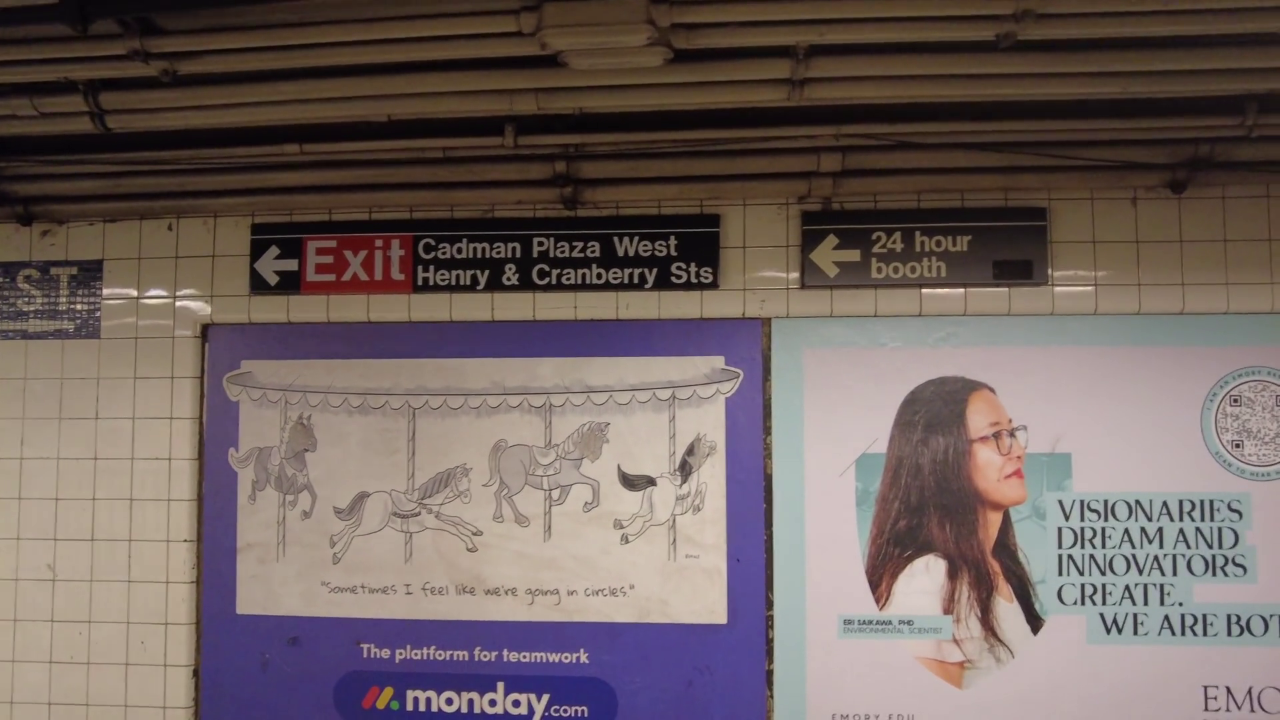 Exit
Cadman Plaza West
Henry & Cranberry Sts
24 hour
booth
ST.
"Sometimes I feel like we're going in circles."
The platform for teamwork
monday.com
VISIONARIES
DREAM AND
INNOVATORS
CREATE.
WE ARE BOT
ERI SAIKAWA, PHD
ENVIRONMENTAL SCIENTIST
EMO
EMORY.EDU